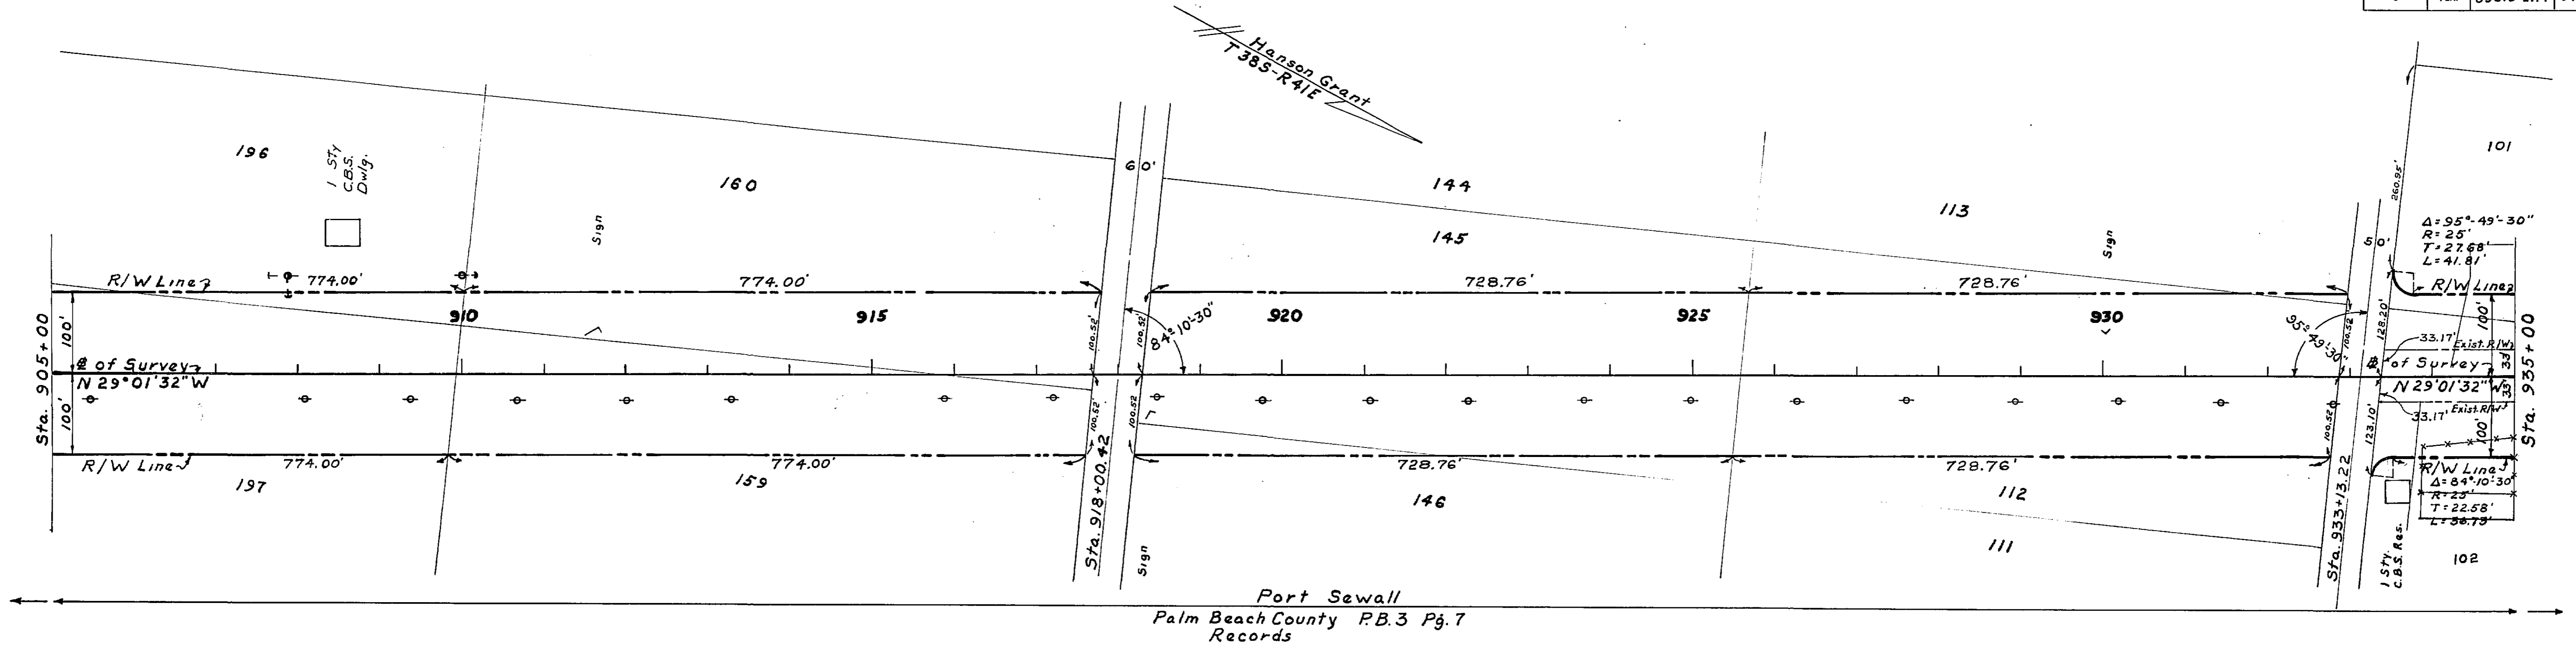 Hanson Grant
T38S-R41E
196
1 Sty
C.B.S.
Dwlg.
160
Sign
60'
144
145
113
Sign
50'
260.95'
101
Δ=95°-49'-30"
R=25'
T=27.68'
L=41.81'
R/W Line
774.00'
774.00'
728.76'
728.76'
R/W Line
910
915
920
925
930
Sta. 905+00
100'
100'
℄ of Survey
N 29°01'32"W
100.52'
100.52'
84°-10'-30"
100.52'
100.52
95°-49'-30"
100.52'
128.20'
33.17'
Exist. R/W
100'
33'
℄ of Survey
N 29°01'32"W
33'
33.17'
Exist. R/W
100'
Sta. 935+00
100.52
123.10'
R/W Line
774.00'
774.00'
728.76'
728.76'
R/W Line
197
159
146
112
111
Sta. 918+00.42
Sign
Sta. 933+13.22
1 Sty.
C.B.S. Res.
Δ=84°-10'-30"
R=25'
T=22.58'
L=36.73'
102
Port Sewall
Palm Beach County P.B.3 Pg.7
Records